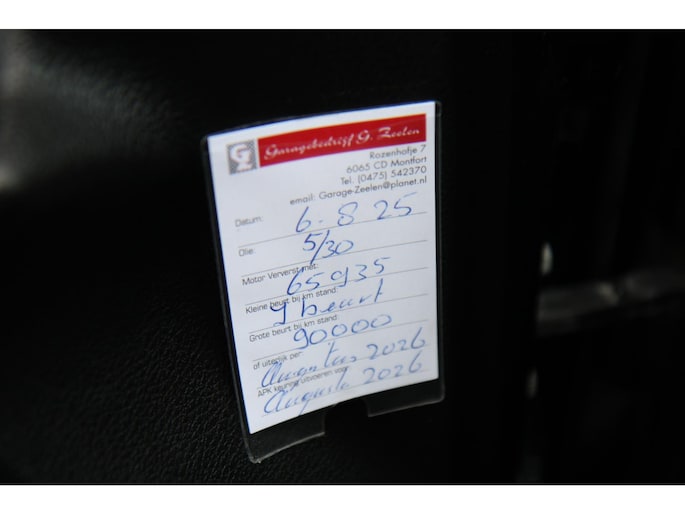 GZ
Garagebedrijf G. Zeelen
Rozenhofje 7
6065 CD Montfort
Tel. (0475) 542370
email: Garage-Zeelen@planet.nl
Datum: 6-8 25
Olie: 5/30
Motor Ververst met: 65935
Kleine beurt bij km stand: g beurt
Grote beurt bij km stand: 90000
of uiterlijk per: Augustus 2026
APK keuring uitvoeren voor: Augusts 2026